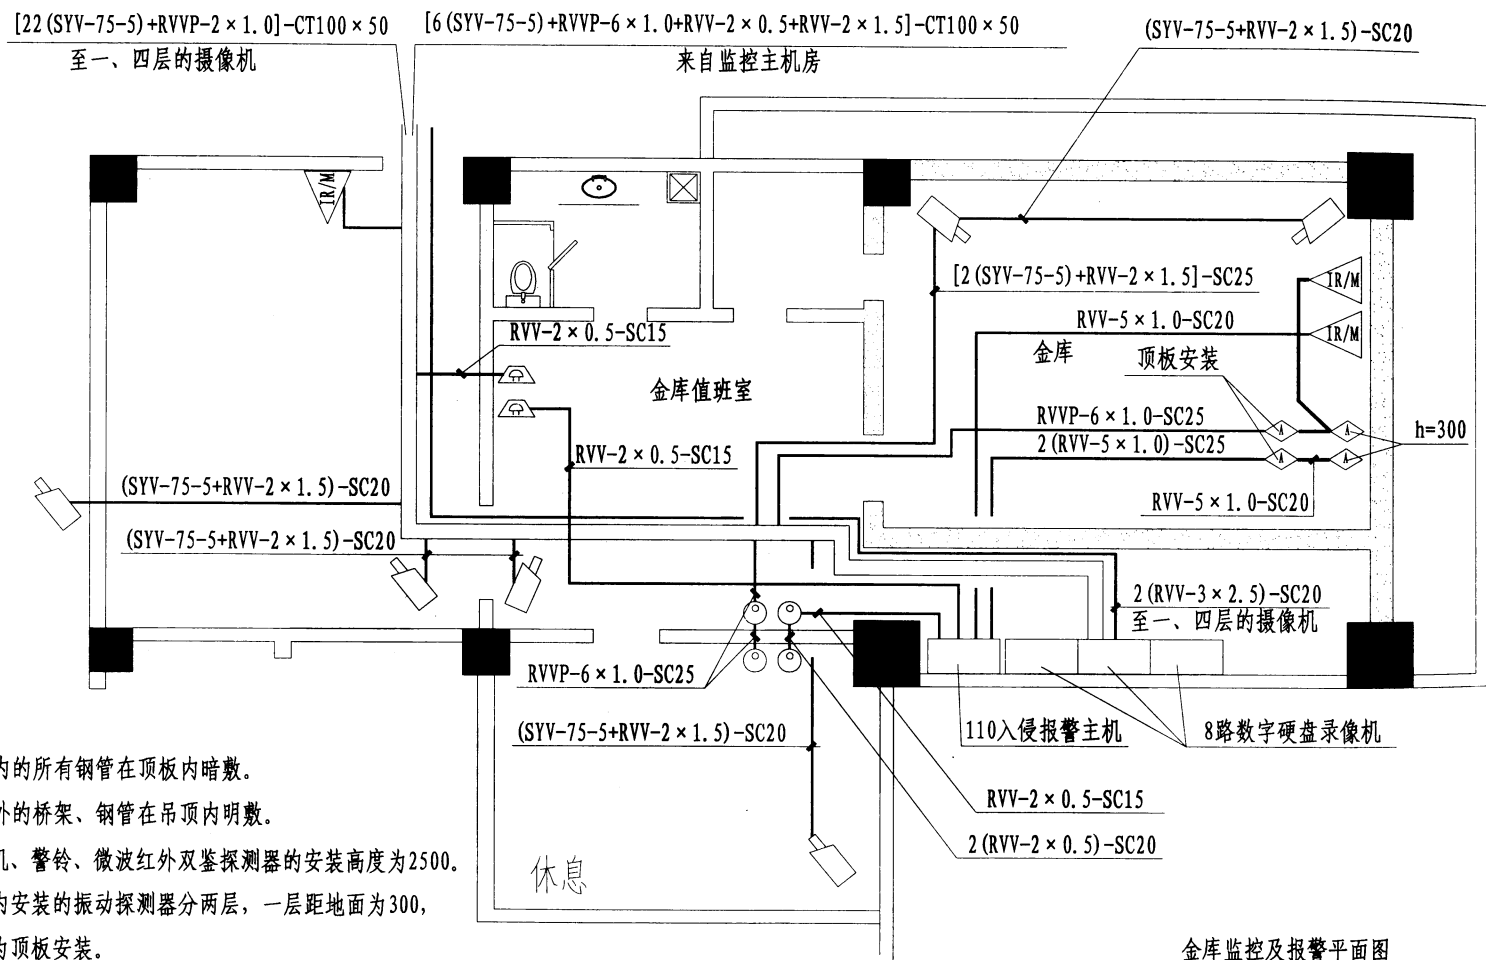 [22(SYV-75-5)+RVVP-2×1.0]-CT100×50
至一、四层的摄像机
[6(SYV-75-5)+RVVP-6×1.0+RVV-2×0.5+RVV-2×1.5]-CT100×50
来自监控主机房
(SYV-75-5+RVV-2×1.5)-SC20
IR/M
[2(SYV-75-5)+RVV-2×1.5]-SC25
IR/M
RVV-5×1.0-SC20
IR/M
RVV-2×0.5-SC15
金库
顶板安装
金库值班室
RVVP-6×1.0-SC25
A
A
h=300
2(RVV-5×1.0)-SC25
A
A
RVV-2×0.5-SC15
(SYV-75-5+RVV-2×1.5)-SC20
RVV-5×1.0-SC20
(SYV-75-5+RVV-2×1.5)-SC20
2(RVV-3×2.5)-SC20
至一、四层的摄像机
RVVP-6×1.0-SC25
(SYV-75-5+RVV-2×1.5)-SC20
110入侵报警主机
8路数字硬盘录像机
内的所有钢管在顶板内暗敷。
外的桥架、钢管在吊顶内明敷。
RVV-2×0.5-SC15
机、警铃、微波红外双鉴探测器的安装高度为2500。
2(RVV-2×0.5)-SC20
休息
内安装的振动探测器分两层，一层距地面为300，
为顶板安装。
金库监控及报警平面图